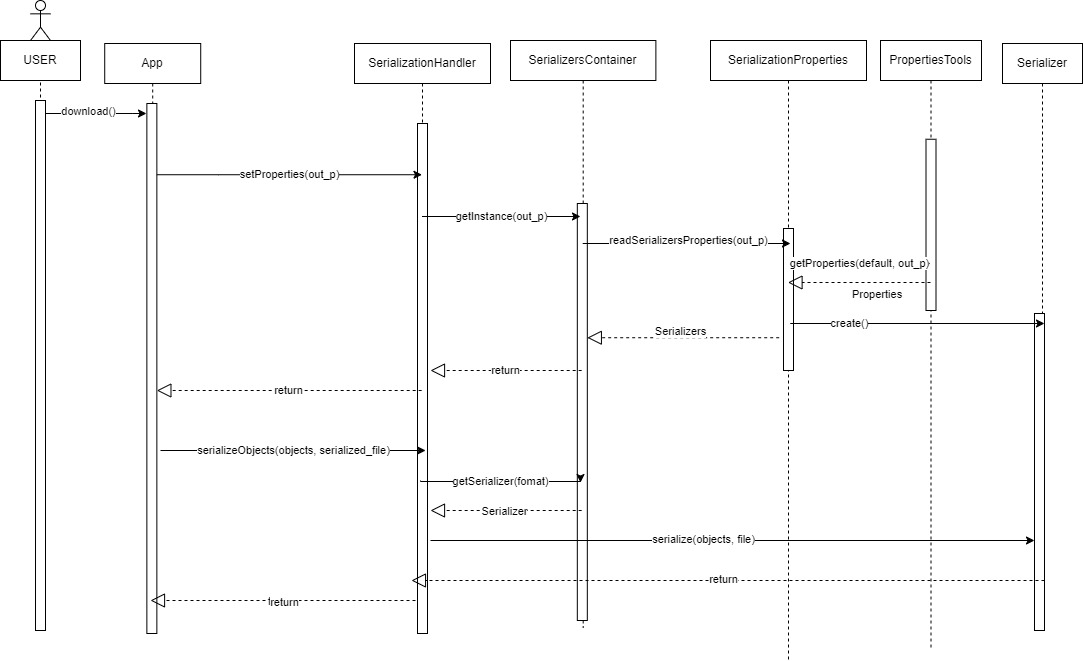 USER
App
SerializationHandler
SerializersContainer
SerializationProperties
PropertiesTools
Serializer
download()
setProperties(out_p)
getInstance(out_p)
readSerializersProperties(out_p)
getProperties(default, out_p)
Properties
create()
Serializers
return
return
serializeObjects(objects, serialized_file)
getSerializer(fomat)
Serializer
serialize(objects, file)
return
return